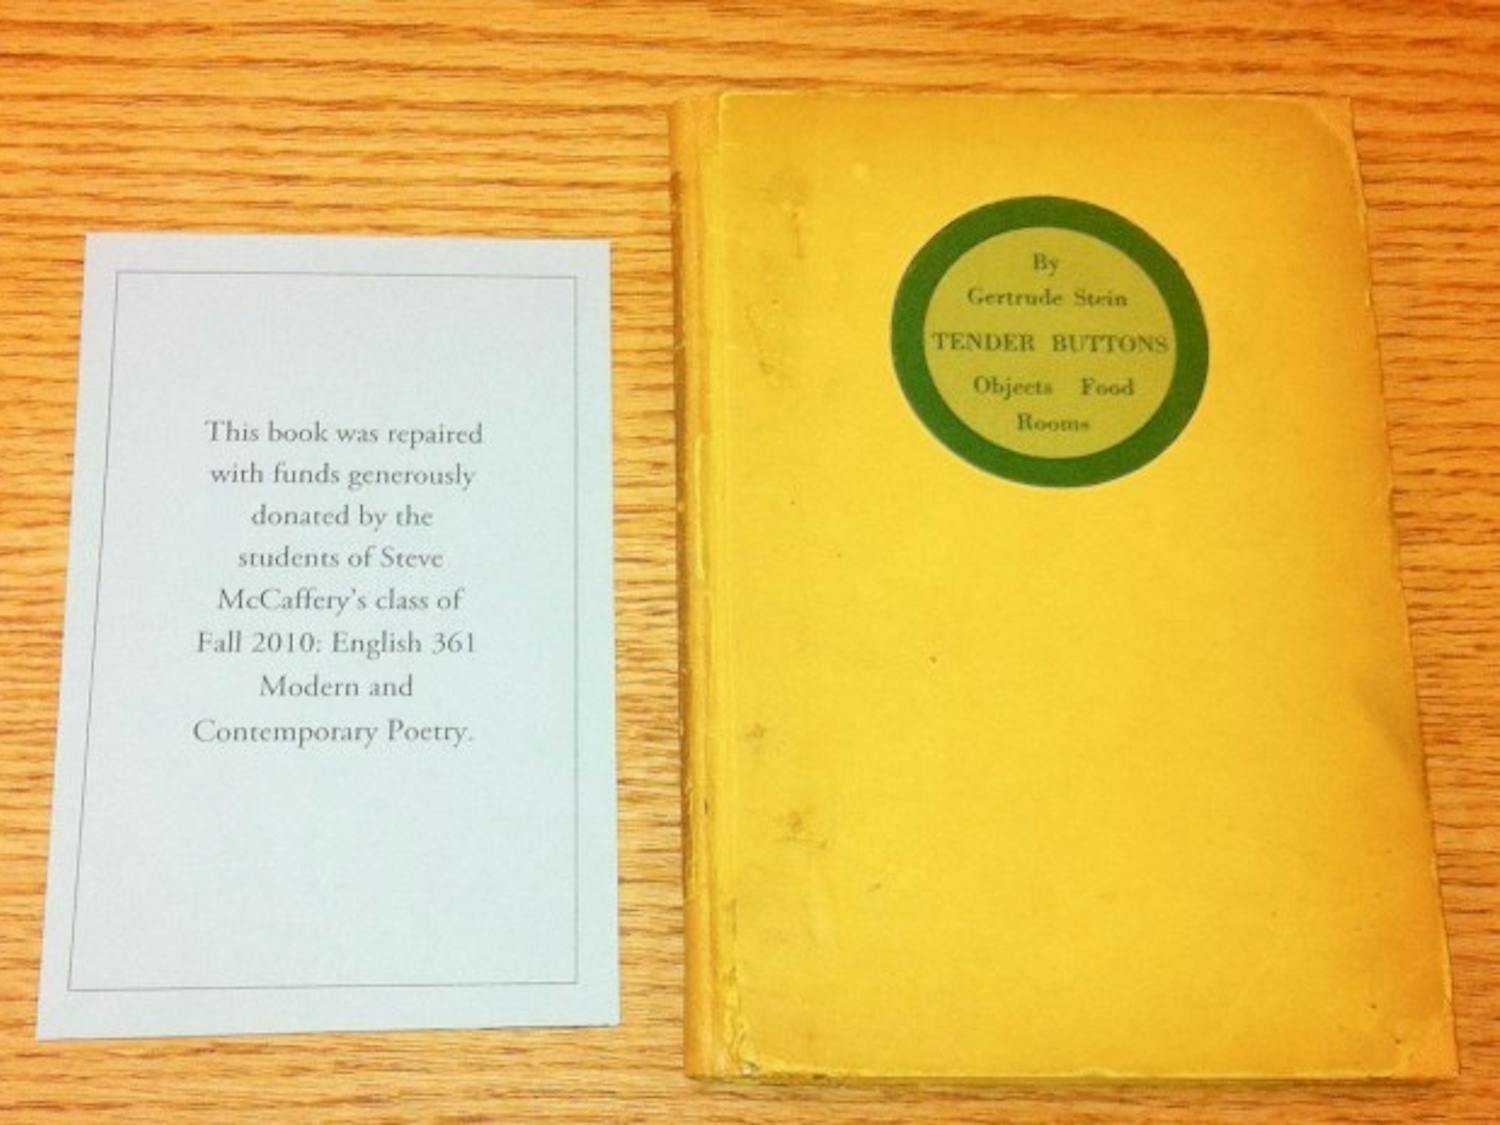 This book was repaired
with funds generously
donated by the
students of Steve
McCaffery's class of
Fall 2010: English 361
Modern and
Contemporary Poetry.
By
Gertrude Stein
TENDER BUTTONS
Objects Food
Rooms